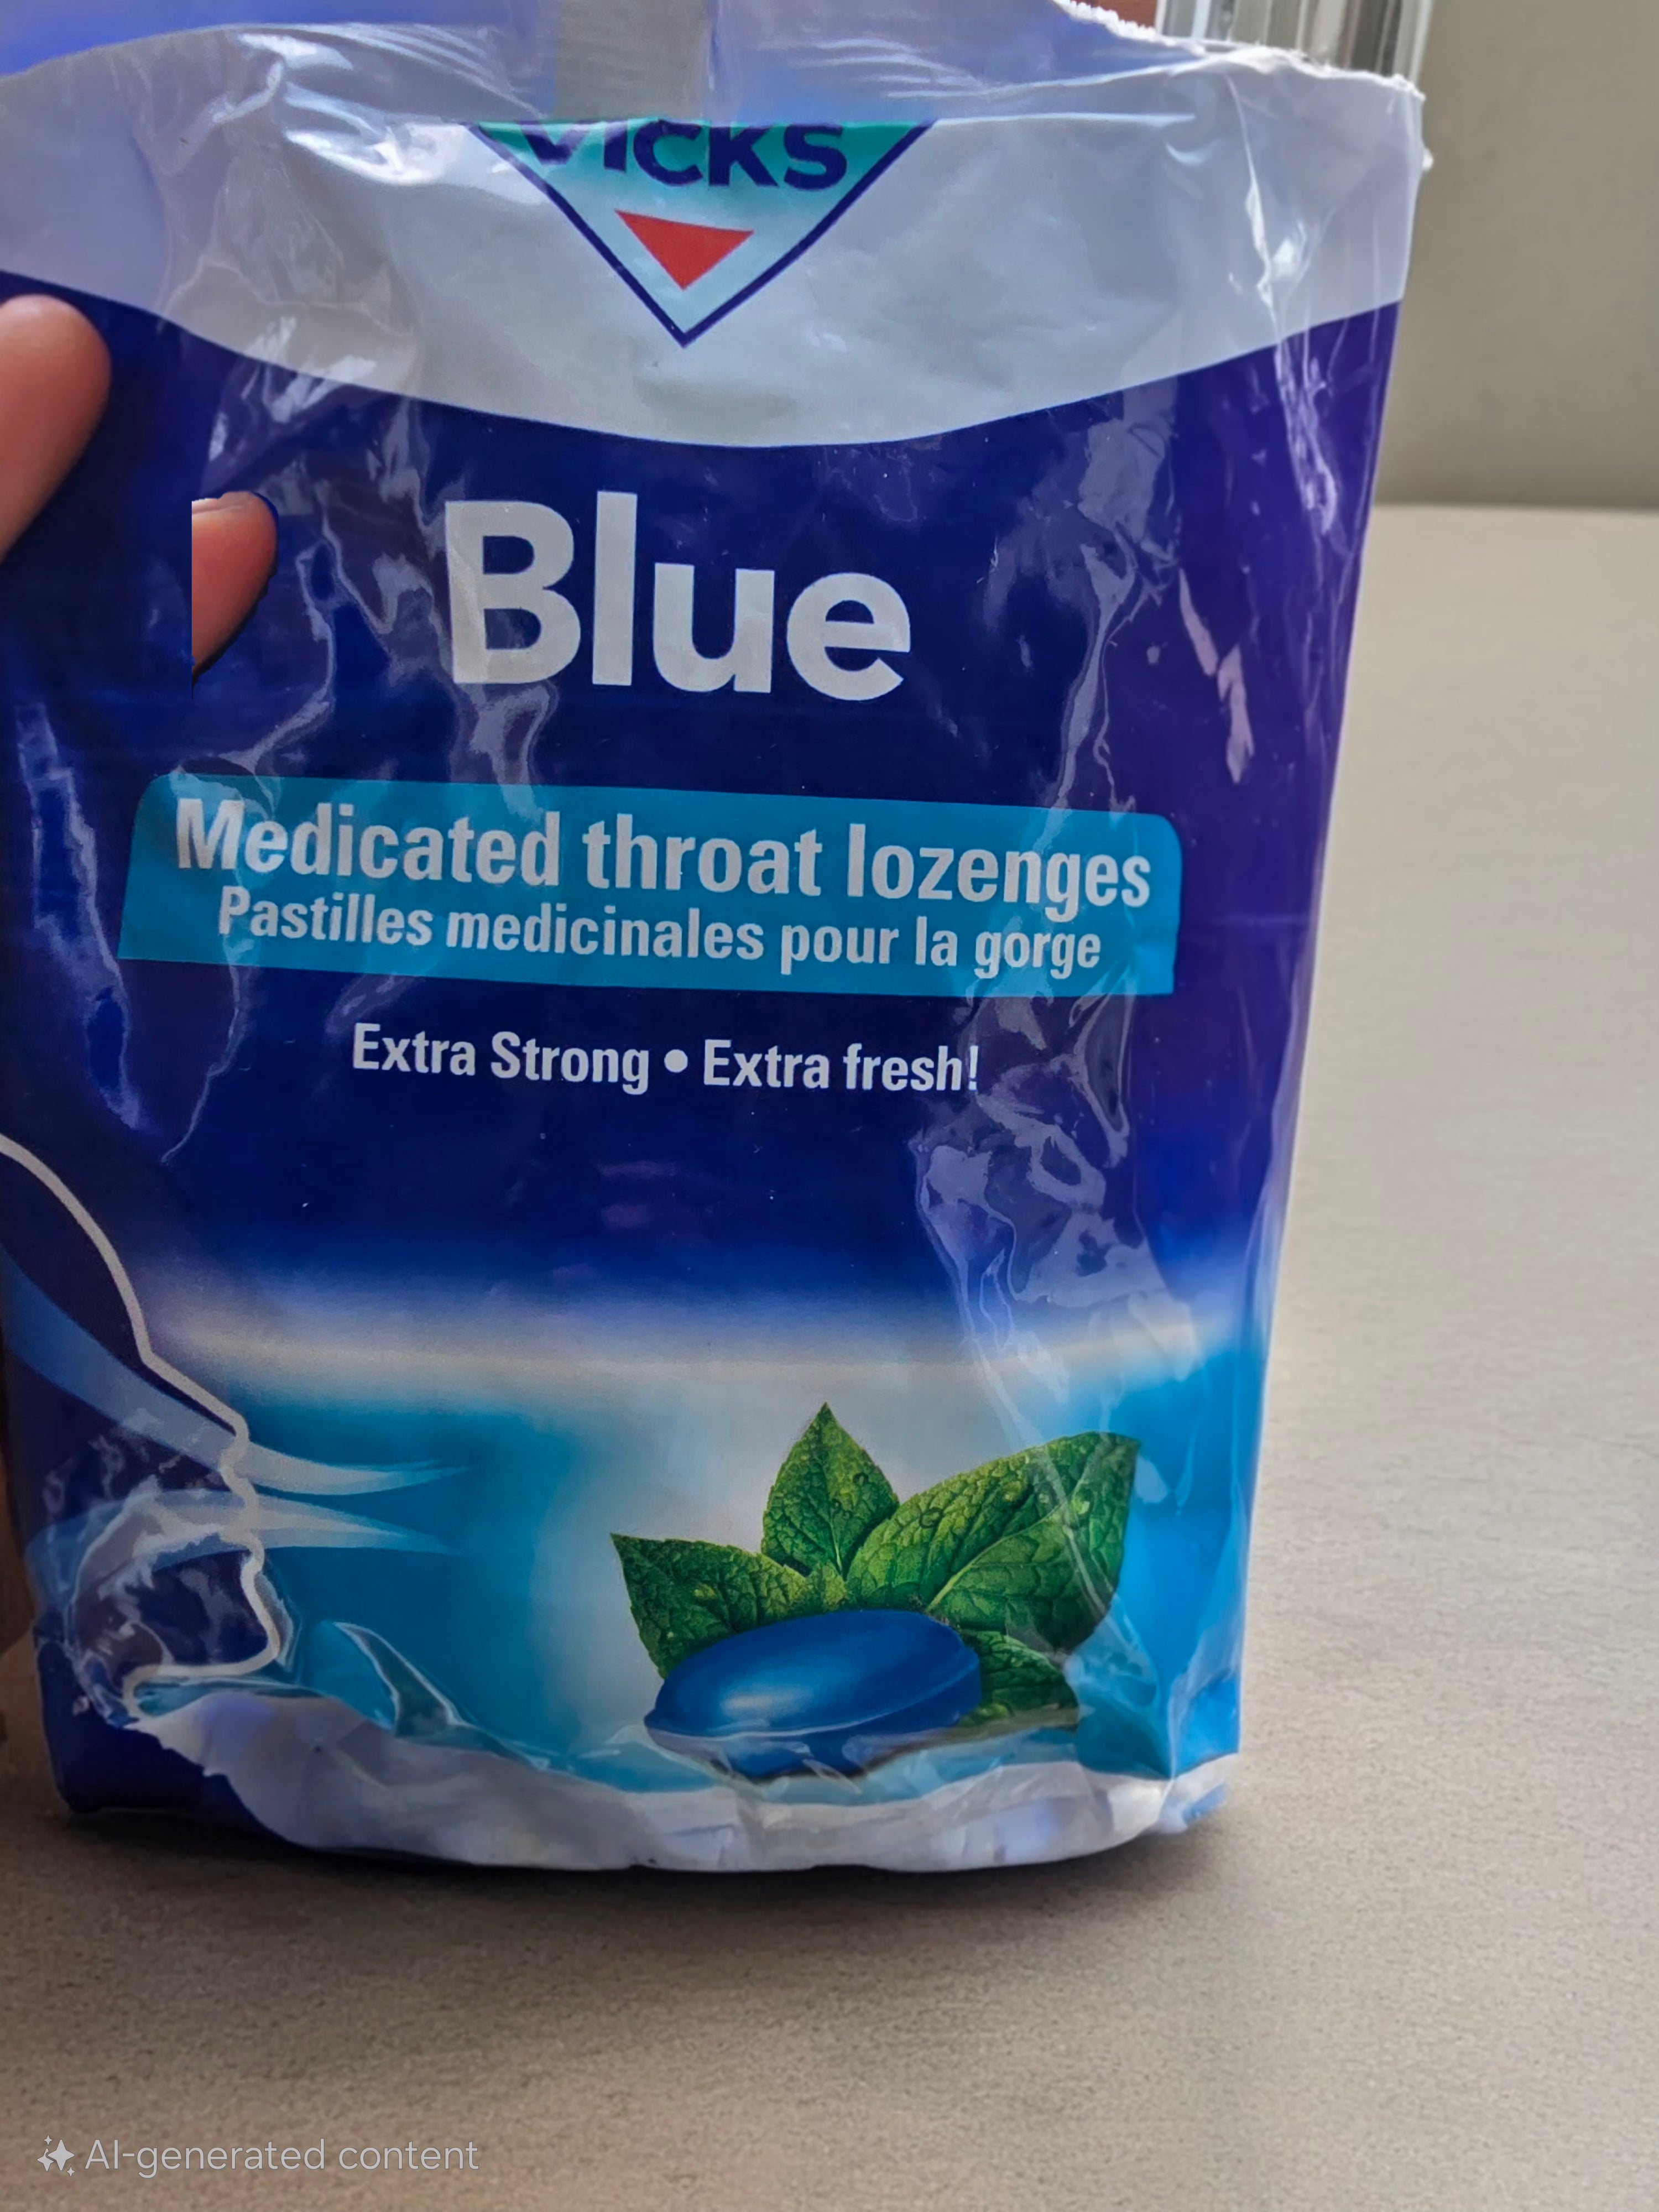 VICKS
Blue
Medicated throat lozenges
Pastilles medicinales pour la gorge
Extra Strong • Extra fresh!
AI-generated content